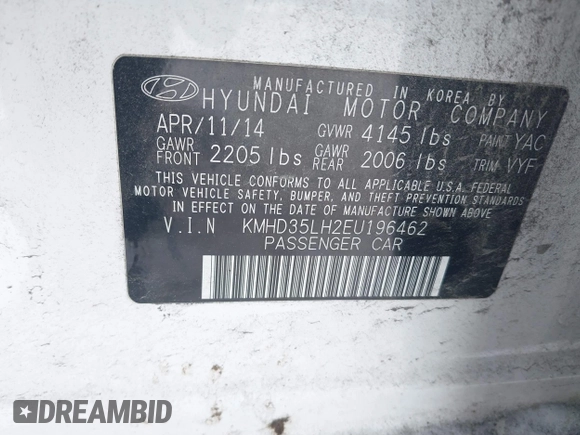 MANUFACTURED IN KOREA BY
HYUNDAI MOTOR COMPANY
APR/11/14 GVWR 4145 lbs PAINT YAC
GAWR FRONT 2205 lbs GAWR REAR 2006 lbs TRIM VYF
THIS VEHICLE CONFORMS TO ALL APPLICABLE U.S.A. FEDERAL
MOTOR VEHICLE SAFETY, BUMPER, AND THEFT PREVENTION STANDARDS
IN EFFECT ON THE DATE OF MANUFACTURE SHOWN ABOVE.
V.I.N KMHD35LH2EU196462
PASSENGER CAR
DREAMBID